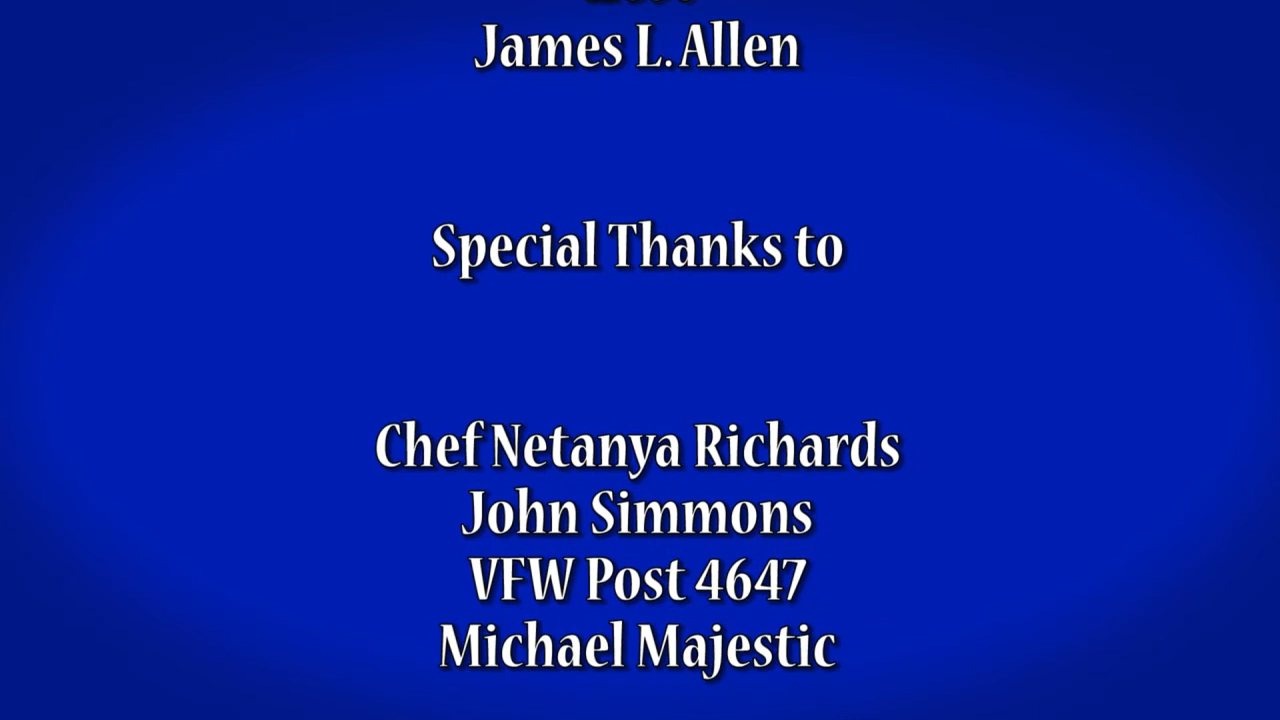 James L. Allen
Special Thanks to
Chef Netanya Richards
John Simmons
VFW Post 4647
Michael Majestic